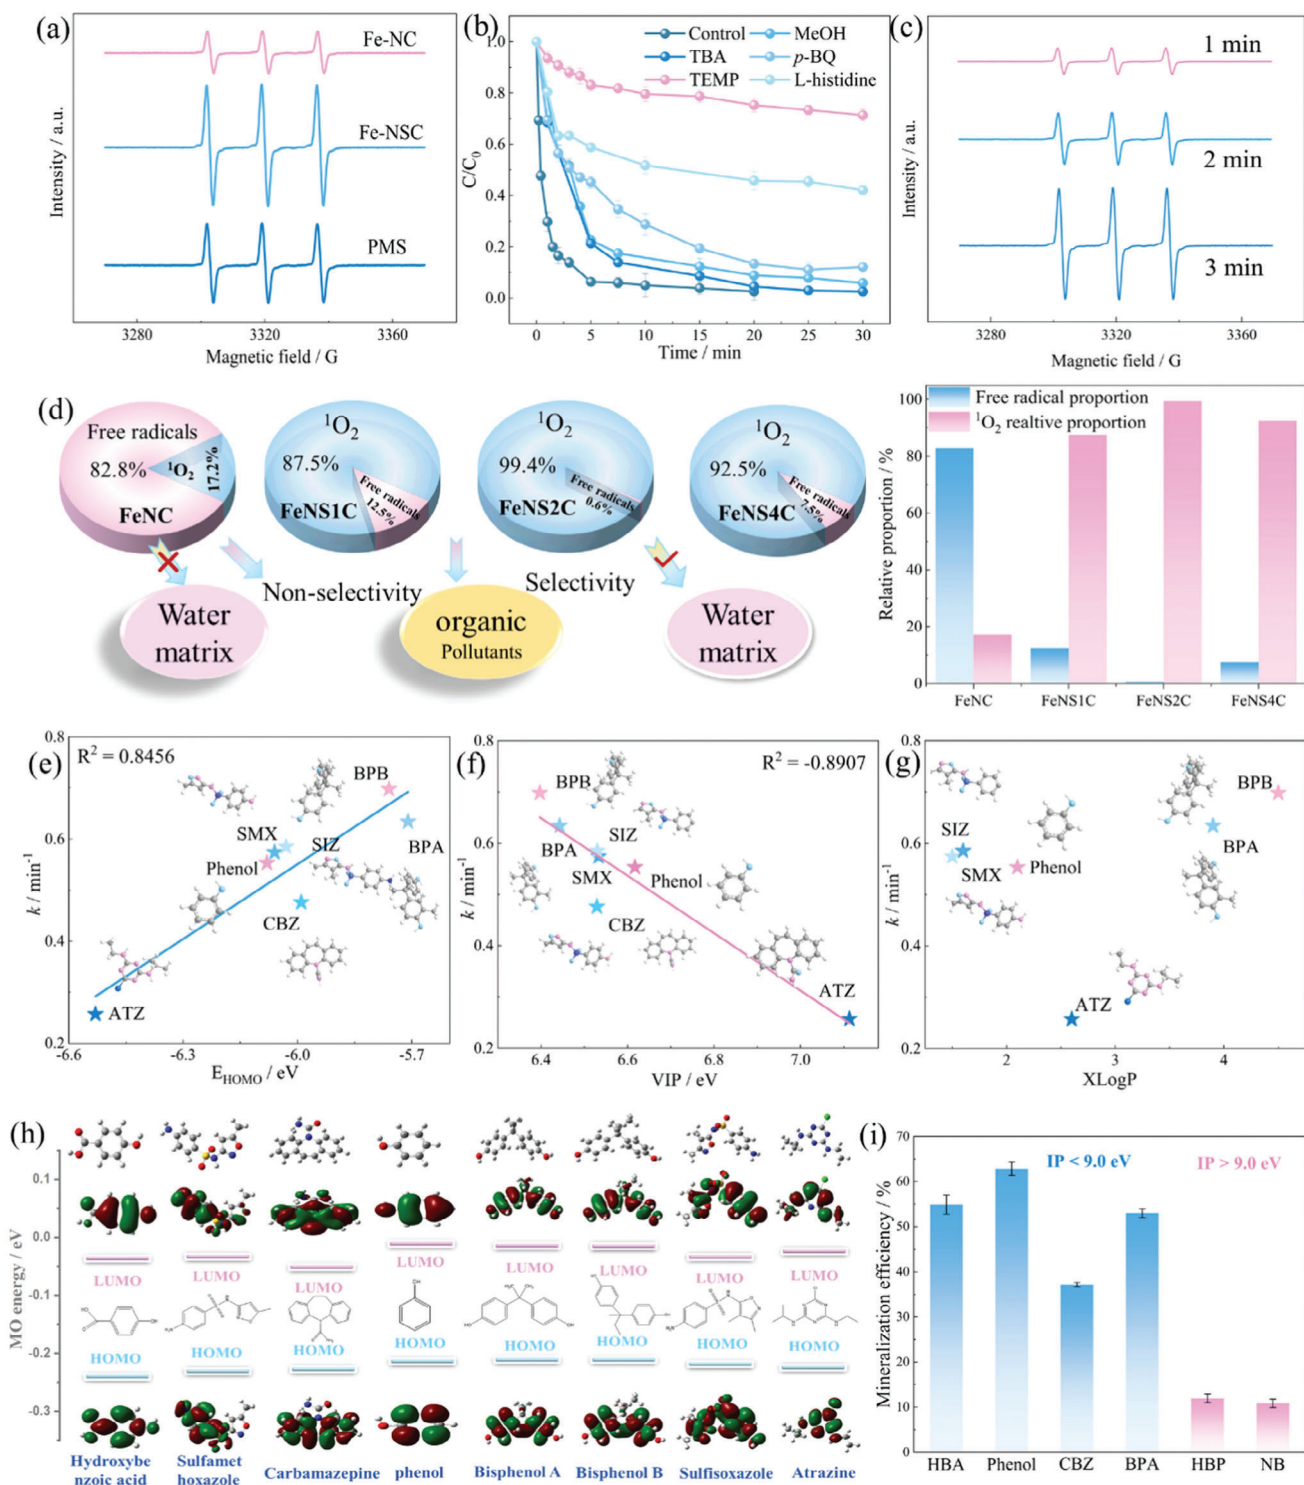 (a)
Fe-NC
Fe-NSC
PMS
Intensity / a.u.
3280
3320
3360
Magnetic field / G
(b)
Control
MeOH
TBA
p-BQ
TEMP
L-histidine
C/C0
1.0
0.8
0.6
0.4
0.2
0.0
0
5
10
15
20
25
30
Time / min
(c)
1 min
2 min
3 min
Intensity / a.u.
3280
3320
3360
Magnetic field / G
(d)
Free radicals
82.8%
¹O₂
17.2%
FeNC
¹O₂
87.5%
Free radicals
12.5%
FeNS1C
¹O₂
99.4%
Free radicals
0.6%
FeNS2C
¹O₂
92.5%
Free radicals
7.5%
FeNS4C
Non-selectivity
Selectivity
Water
matrix
organic
Pollutants
Water
matrix
Free radical proportion
¹O₂ realtive proportion
Relative proportion / %
100
80
60
40
20
0
FeNC
FeNS1C
FeNS2C
FeNS4C
(e)
R² = 0.8456
BPB
SMX
SIZ
BPA
Phenol
CBZ
ATZ
k / min⁻¹
0.8
0.6
0.4
0.2
-6.6
-6.3
-6.0
-5.7
E_HOMO / eV
(f)
R² = -0.8907
BPB
SIZ
BPA
SMX
Phenol
CBZ
ATZ
k / min⁻¹
0.8
0.6
0.4
0.2
6.4
6.6
6.8
7.0
VIP / eV
(g)
BPB
SIZ
BPA
SMX
Phenol
ATZ
k / min⁻¹
0.8
0.6
0.4
0.2
2
3
4
XLogP
(h)
MO energy / eV
0.1
0.0
-0.1
-0.2
-0.3
LUMO
LUMO
LUMO
LUMO
LUMO
LUMO
LUMO
LUMO
HOMO
HOMO
HOMO
HOMO
HOMO
HOMO
HOMO
HOMO
Hydroxybe
nzoic acid
Sulfamet
hoxazole
Carbamazepine
phenol
Bisphenol A
Bisphenol B
Sulfisoxazole
Atrazine
(i)
IP < 9.0 eV
IP > 9.0 eV
Mineralization efficiency / %
70
60
50
40
30
20
10
0
HBA
Phenol
CBZ
BPA
HBP
NB